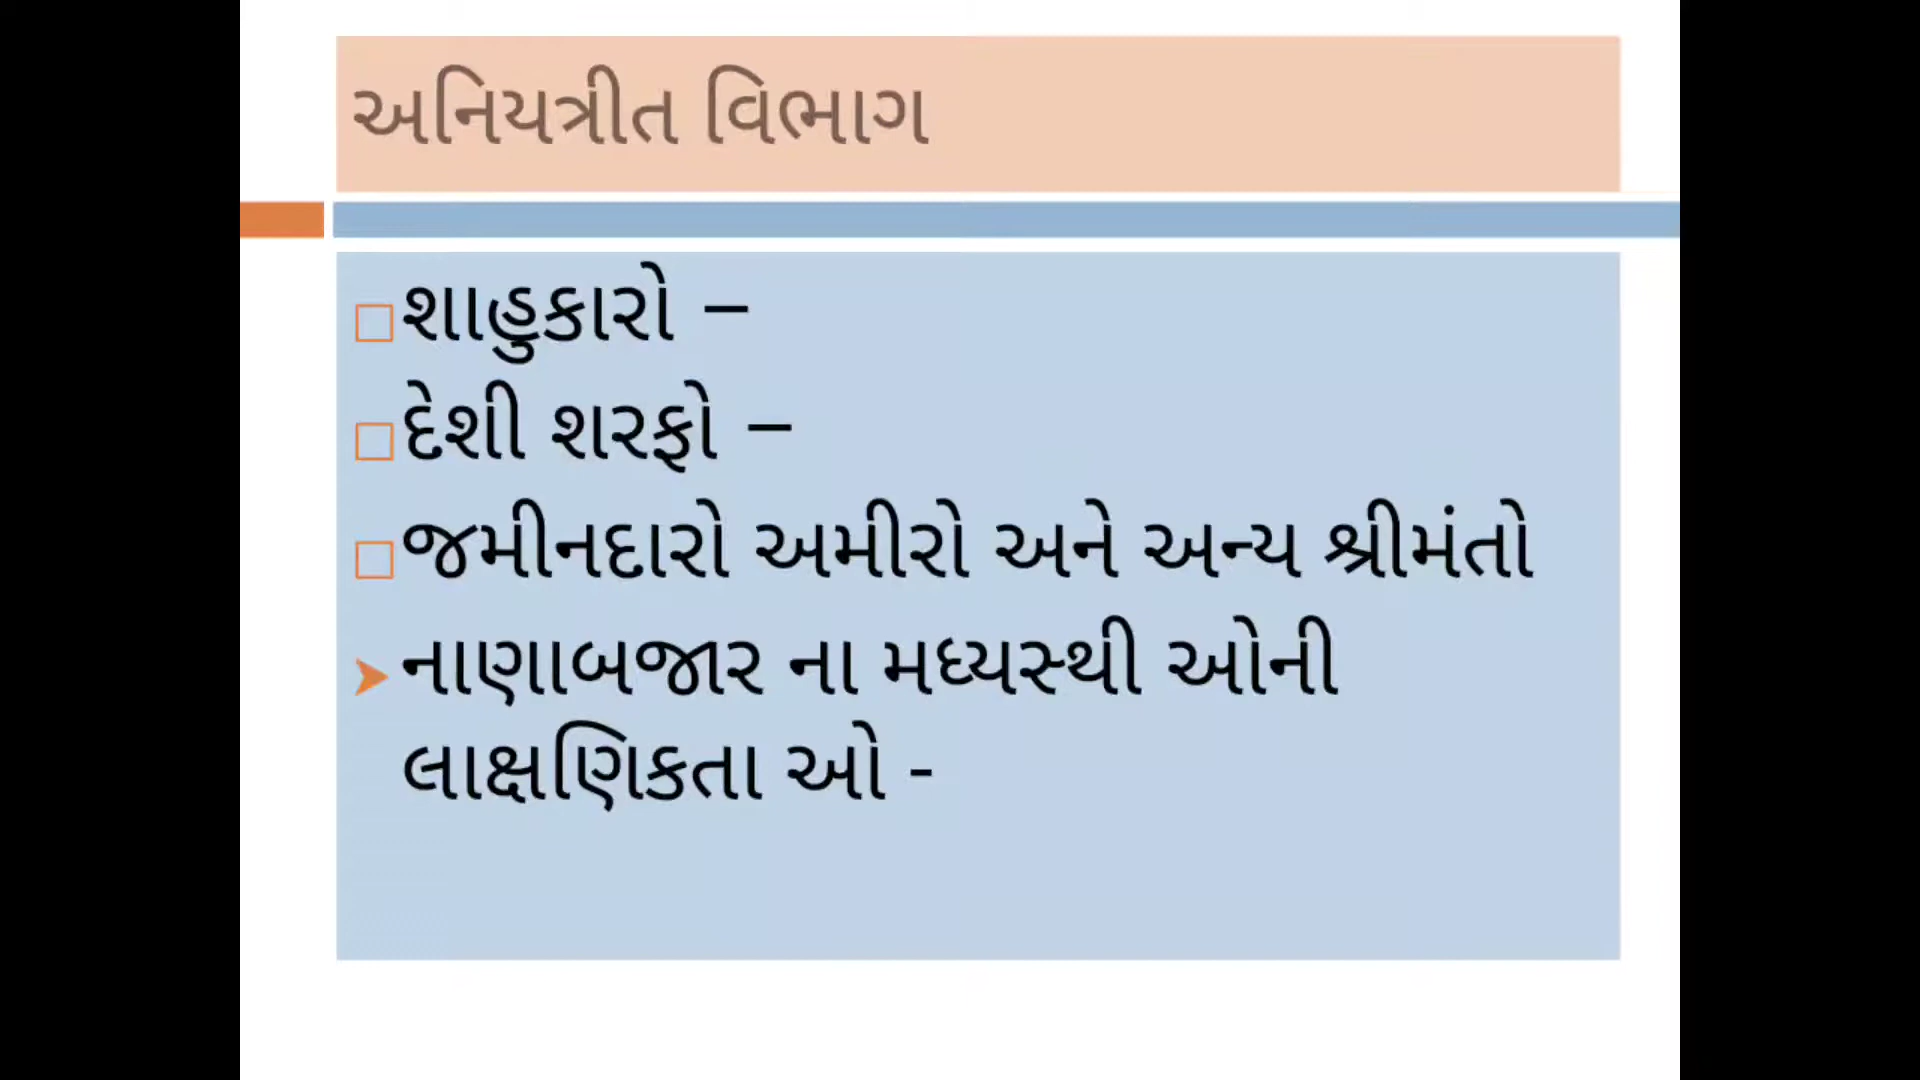 અનિયત્રીત વિભાગ
શાહુકારો –
દેશી શરફો –
જમીનદારો અમીરો અને અન્ય શ્રીમંતો
નાણાબજાર ના મધ્યસ્થી ઓની
લાક્ષણિકતા ઓ -